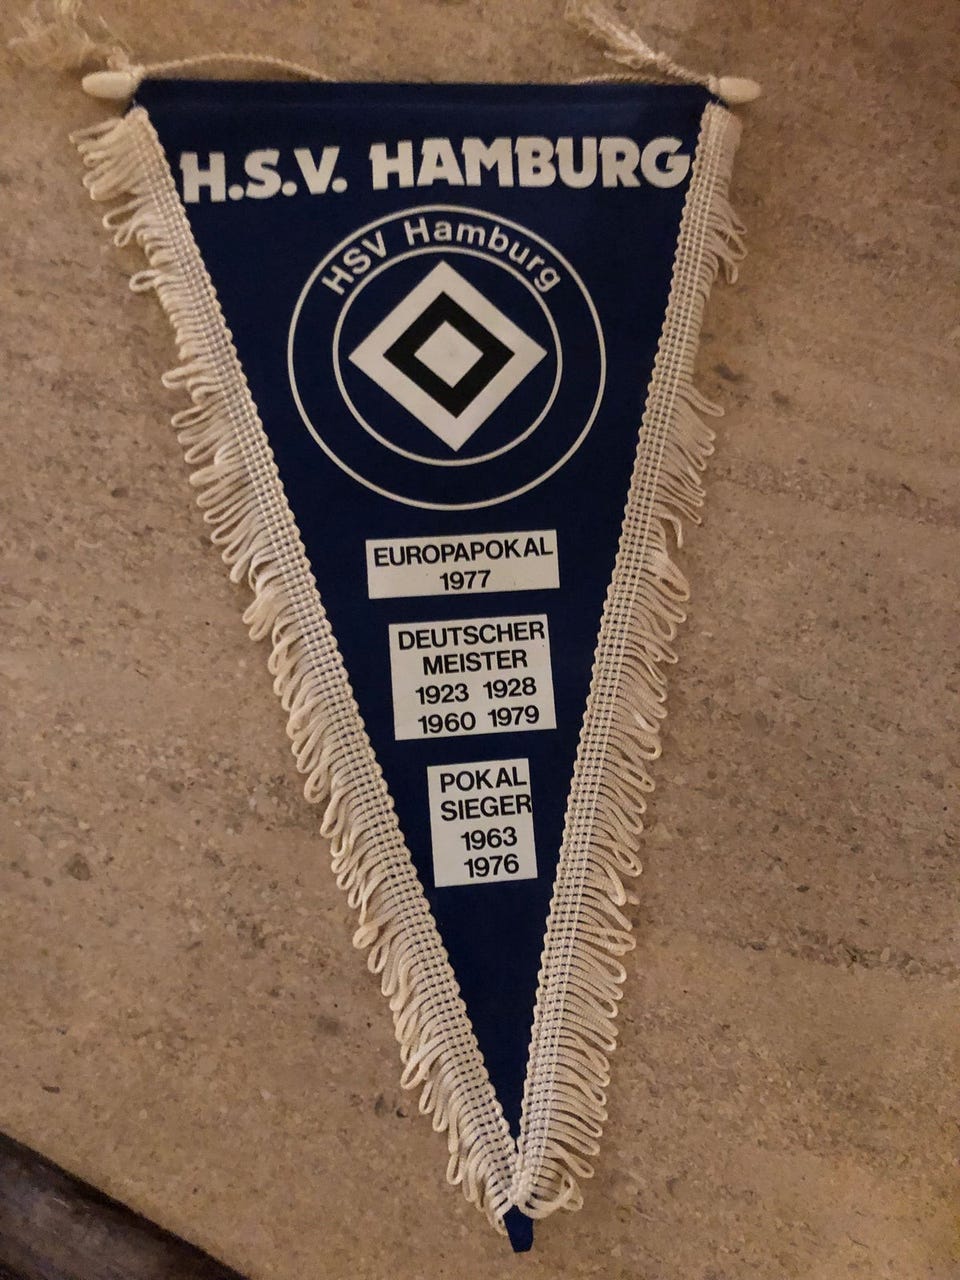 H.S.V. HAMBURG
HSV Hamburg
EUROPAPOKAL
1977
DEUTSCHER
MEISTER
1923 1928
1960 1979
POKAL
SIEGER
1963
1976